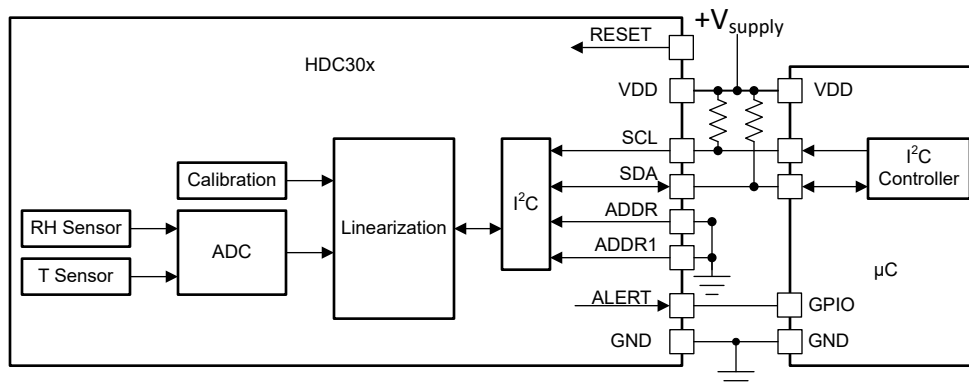 +Vsupply
RESET
HDC30x
VDD
VDD
SCL
I²C
Controller
SDA
Calibration
I²C
RH Sensor
ADC
Linearization
ADDR
ADDR1
T Sensor
µC
ALERT
GPIO
GND
GND